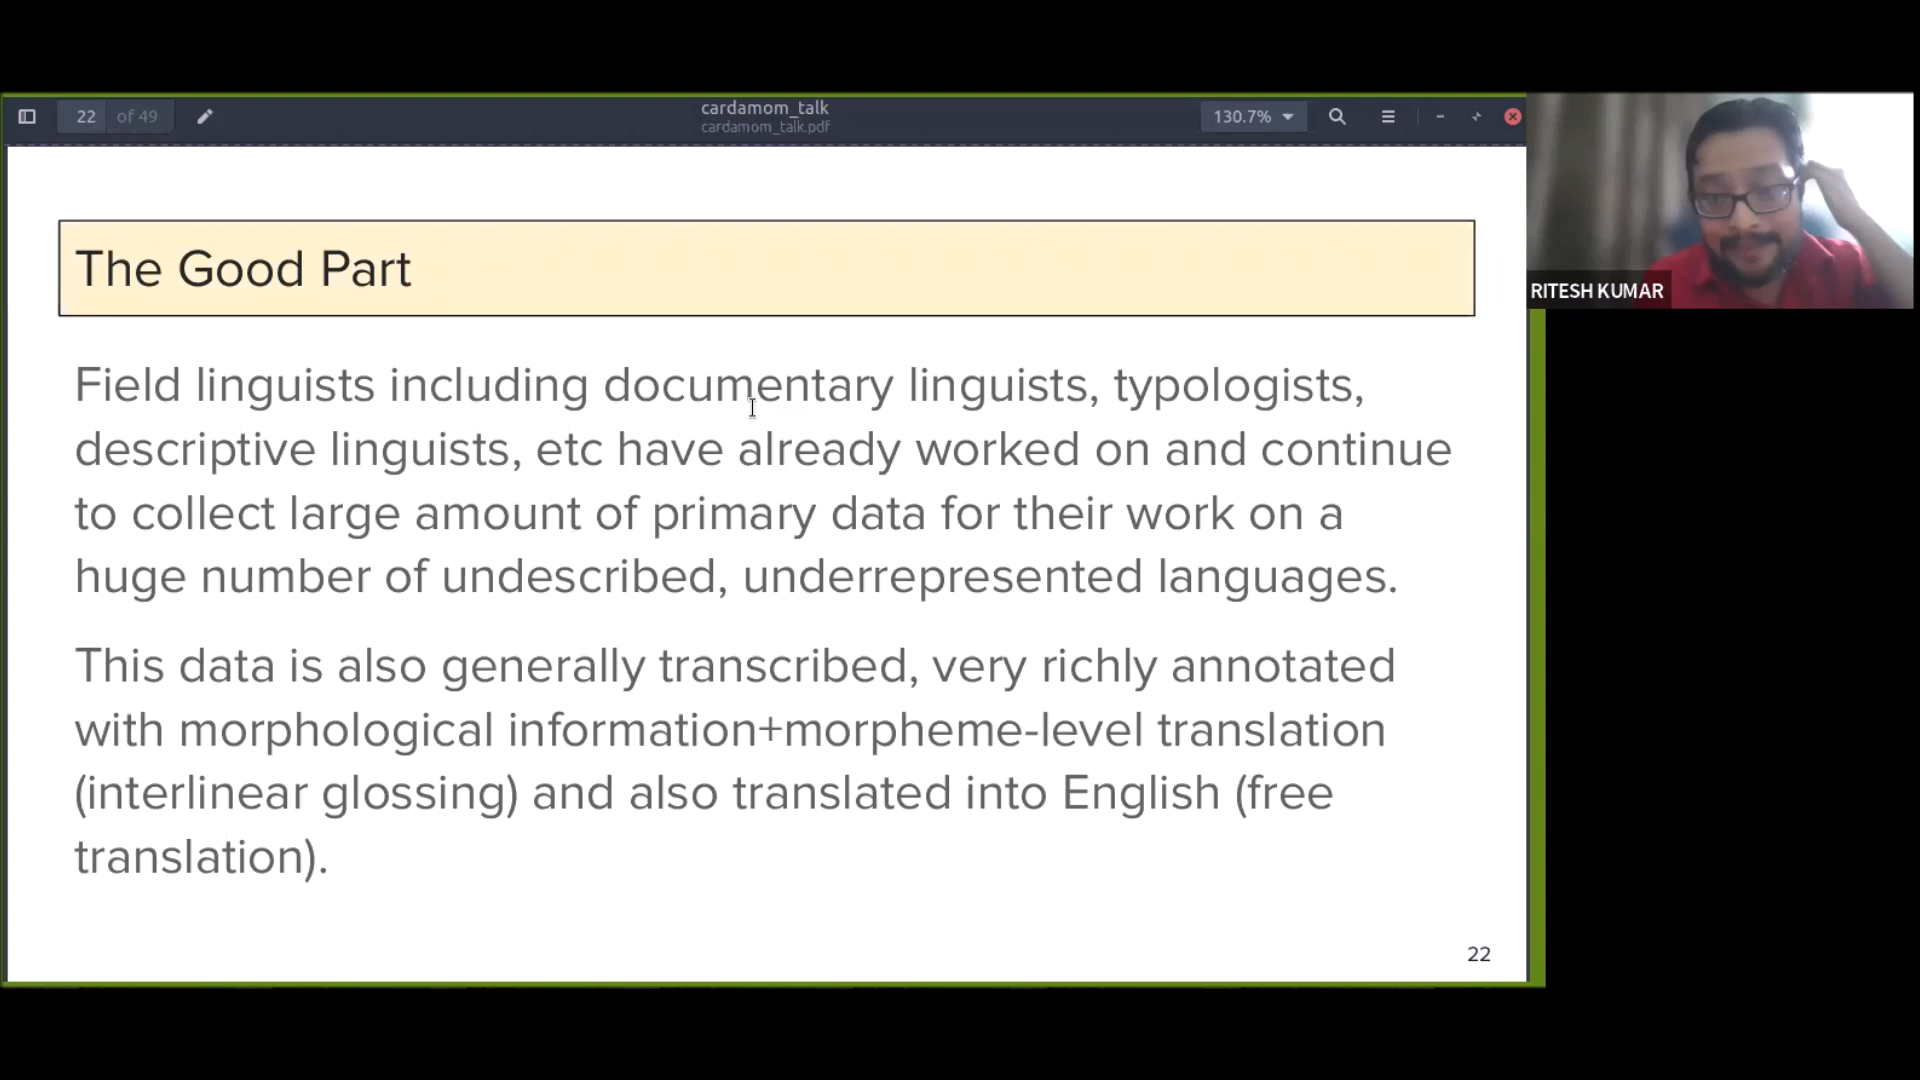 22 of 49
cardamom_talk
cardamom_talk.pdf
130.7%
The Good Part
Field linguists including documentary linguists, typologists,
descriptive linguists, etc have already worked on and continue
to collect large amount of primary data for their work on a
huge number of undescribed, underrepresented languages.
This data is also generally transcribed, very richly annotated
with morphological information+morpheme-level translation
(interlinear glossing) and also translated into English (free
translation).
22
RITESH KUMAR